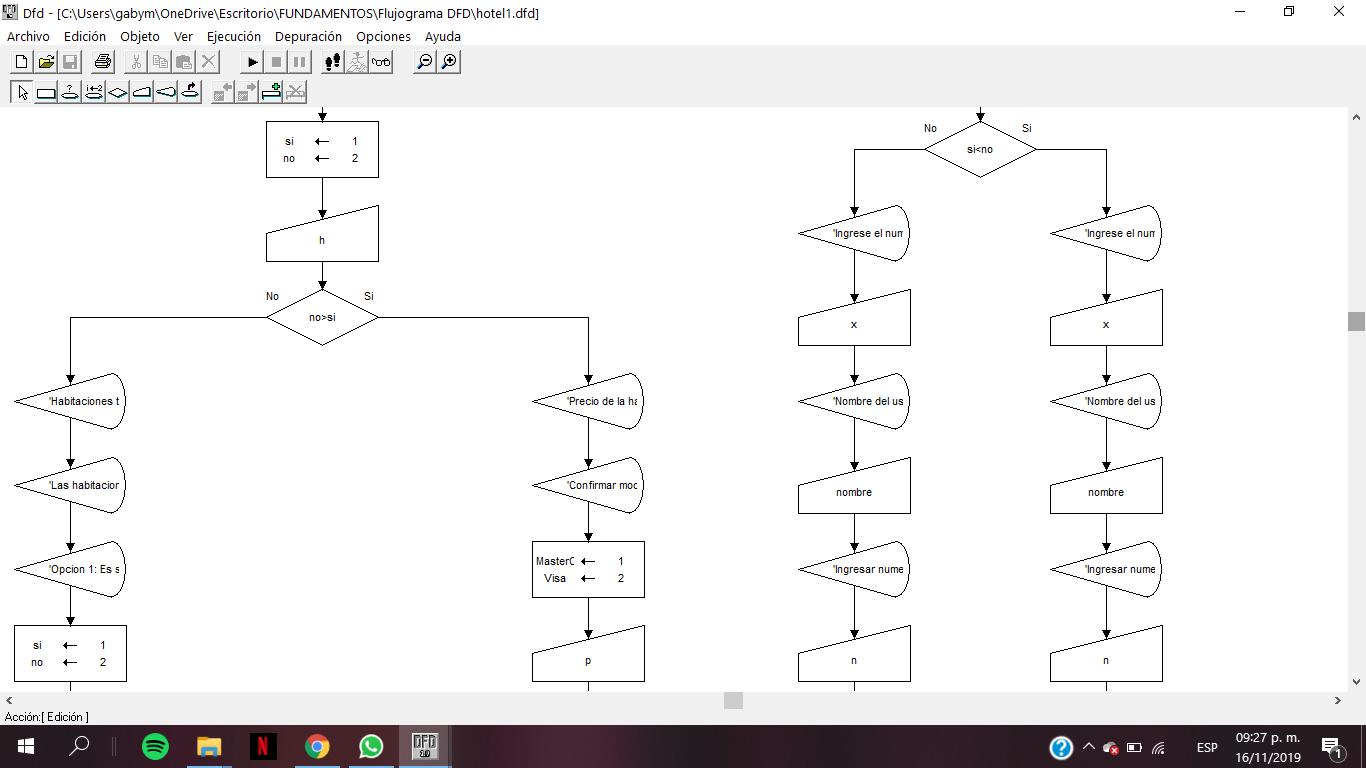 Dfd - [C:\Users\gabym\OneDrive\Escritorio\FUNDAMENTOS\Flujograma DFD\hotel1.dfd]
Archivo Edición Objeto Ver Ejecución Depuración Opciones Ayuda
si ← 1
no ← 2
h
No Si
no>si
'Habitaciones t
'Las habitacion
'Opcion 1: Es s
si ← 1
no ← 2
'Precio de la ha
'Confirmar moc
MasterC ← 1
Visa ← 2
p
No Si
si<no
'Ingrese el num
x
'Nombre del us
nombre
'Ingresar nume
n
'Ingrese el num
x
'Nombre del us
nombre
'Ingresar nume
n
Acción:[ Edición ]
DFD
1.0
ESP
09:27 p. m.
16/11/2019
1